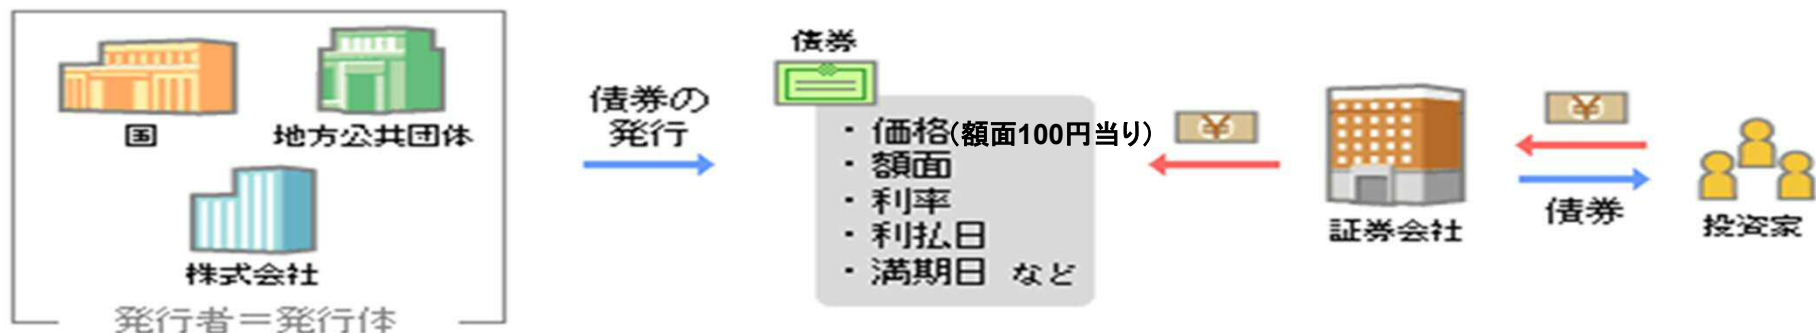 国
地方公共団体
株式会社
発行者＝発行体
債券の
発行
債券
・価格(額面100円当り)
・額面
・利率
・利払日
・満期日 など
¥
証券会社
¥
債券
投資家